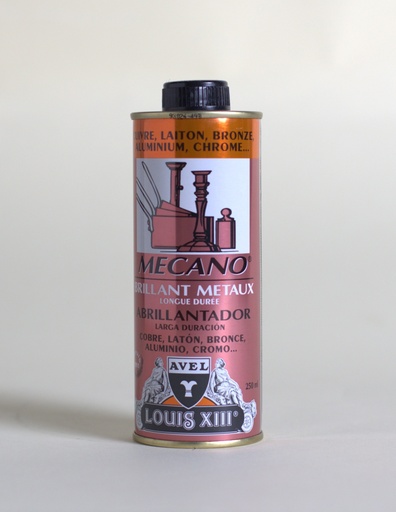 CUIVRE, LAITON, BRONZE,
ALUMINIUM, CHROME...
MECANO®
BRILLANT METAUX
LONGUE DURÉE
ABRILLANTADOR
LARGA DURACION
COBRE, LATÓN, BRONCE,
ALUMINIO, CROMO...
AVEL
250 ml
LOUIS XIII®